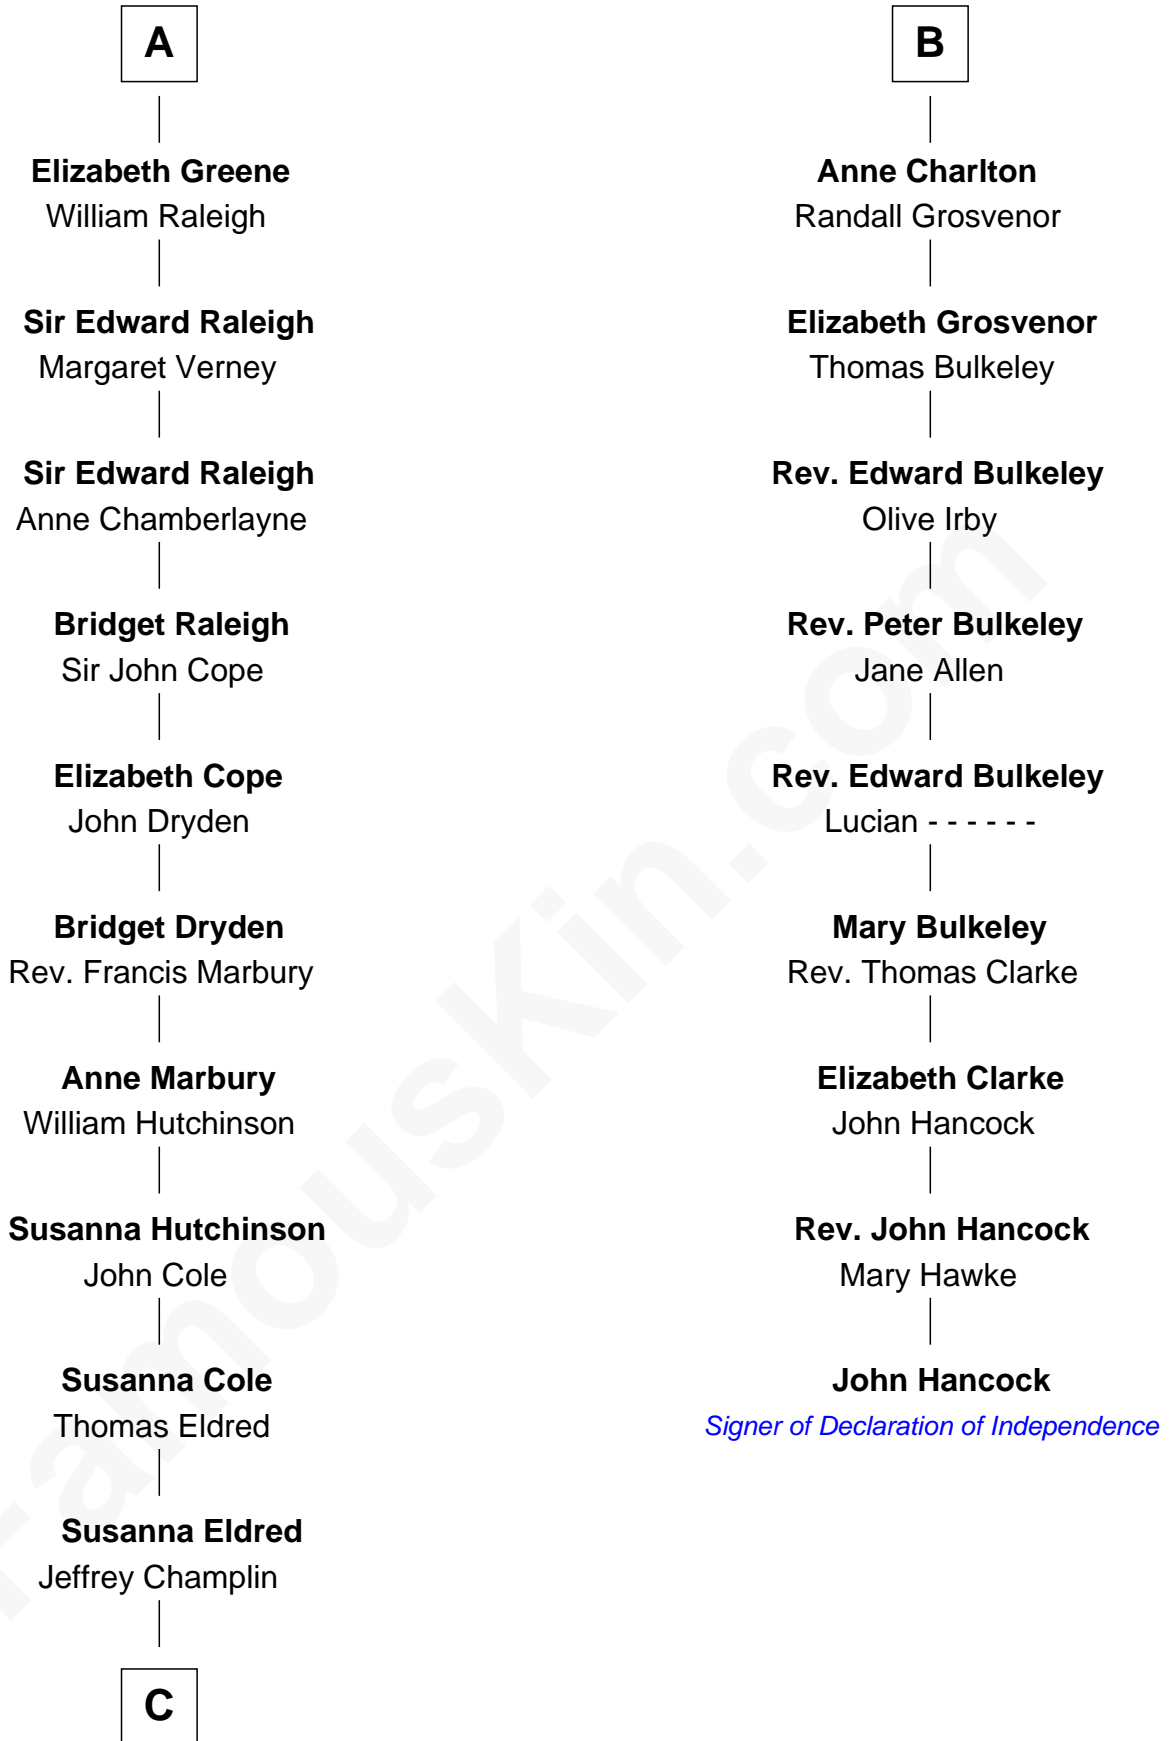 A
Elizabeth Greene
William Raleigh
Sir Edward Raleigh
Margaret Verney
Sir Edward Raleigh
Anne Chamberlayne
Bridget Raleigh
Sir John Cope
Elizabeth Cope
John Dryden
Bridget Dryden
Rev. Francis Marbury
Anne Marbury
William Hutchinson
Susanna Hutchinson
John Cole
Susanna Cole
Thomas Eldred
Susanna Eldred
Jeffrey Champlin
C
B
Anne Charlton
Randall Grosvenor
Elizabeth Grosvenor
Thomas Bulkeley
Rev. Edward Bulkeley
Olive Irby
Rev. Peter Bulkeley
Jane Allen
Rev. Edward Bulkeley
Lucian - - - - - -
Mary Bulkeley
Rev. Thomas Clarke
Elizabeth Clarke
John Hancock
Rev. John Hancock
Mary Hawke
John Hancock
Signer of Declaration of Independence
FamousKin.com